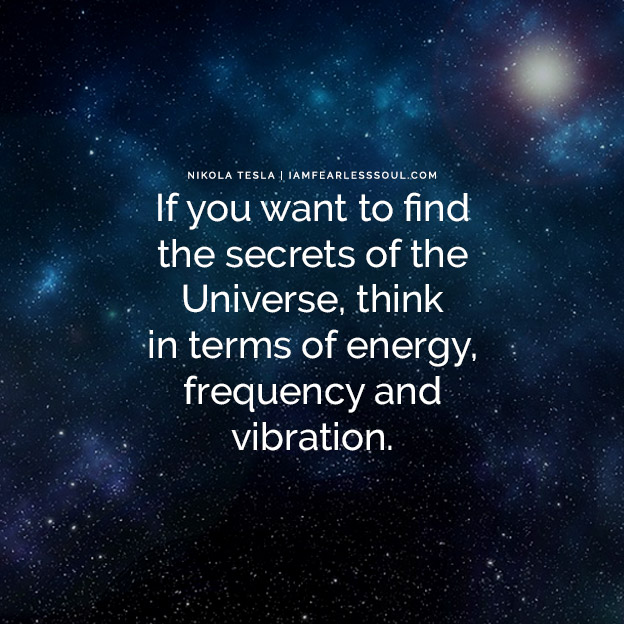 NIKOLA TESLA | IAMFEARLESSSOUL.COM
If you want to find
the secrets of the
Universe, think
in terms of energy,
frequency and
vibration.